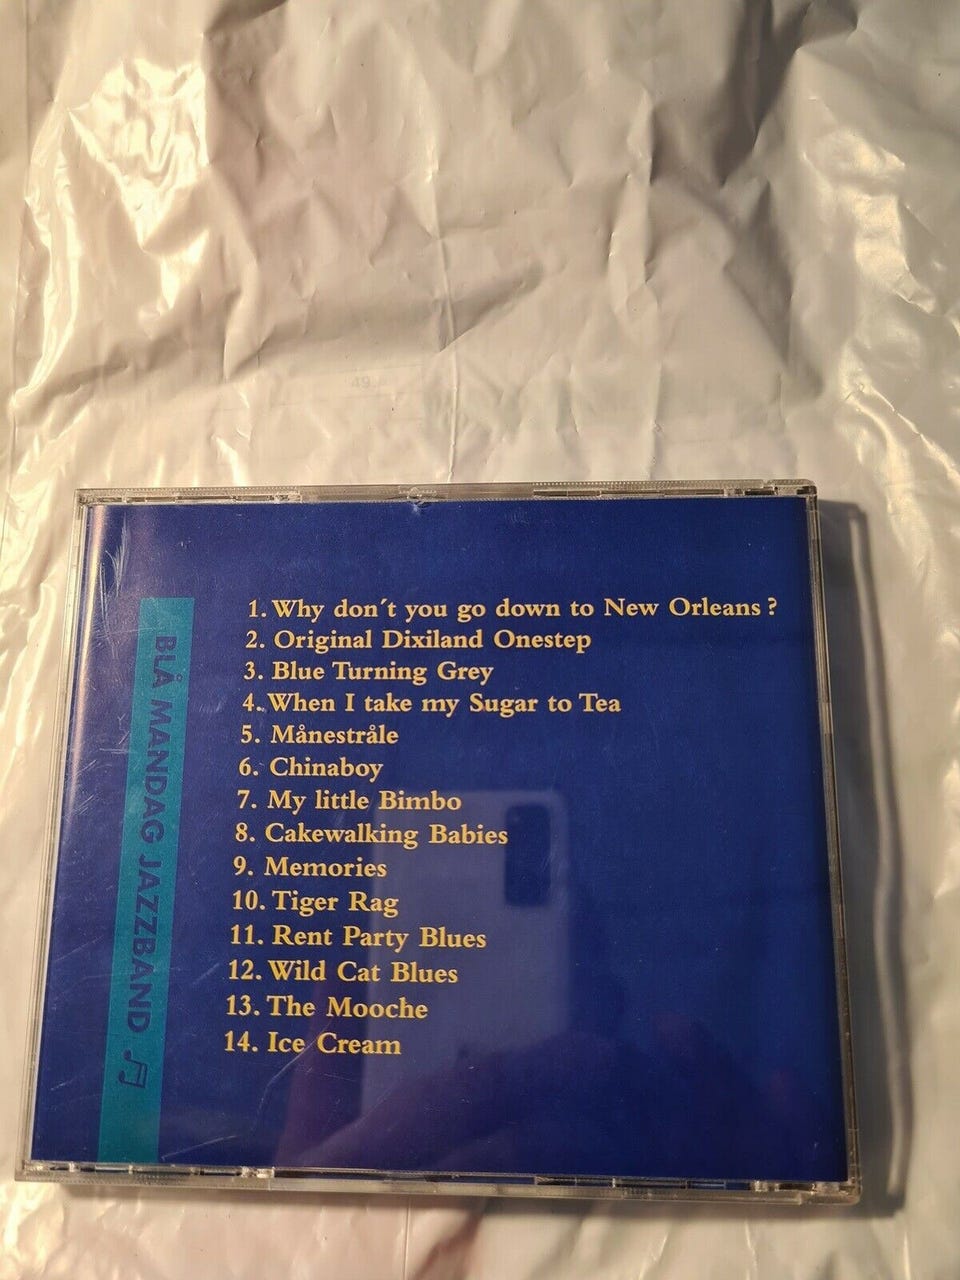 BLÅ MANDAG JAZZBAND
1. Why don´t you go down to New Orleans ?
2. Original Dixiland Onestep
3. Blue Turning Grey
4. When I take my Sugar to Tea
5. Månestråle
6. Chinaboy
7. My little Bimbo
8. Cakewalking Babies
9. Memories
10. Tiger Rag
11. Rent Party Blues
12. Wild Cat Blues
13. The Mooche
14. Ice Cream
49